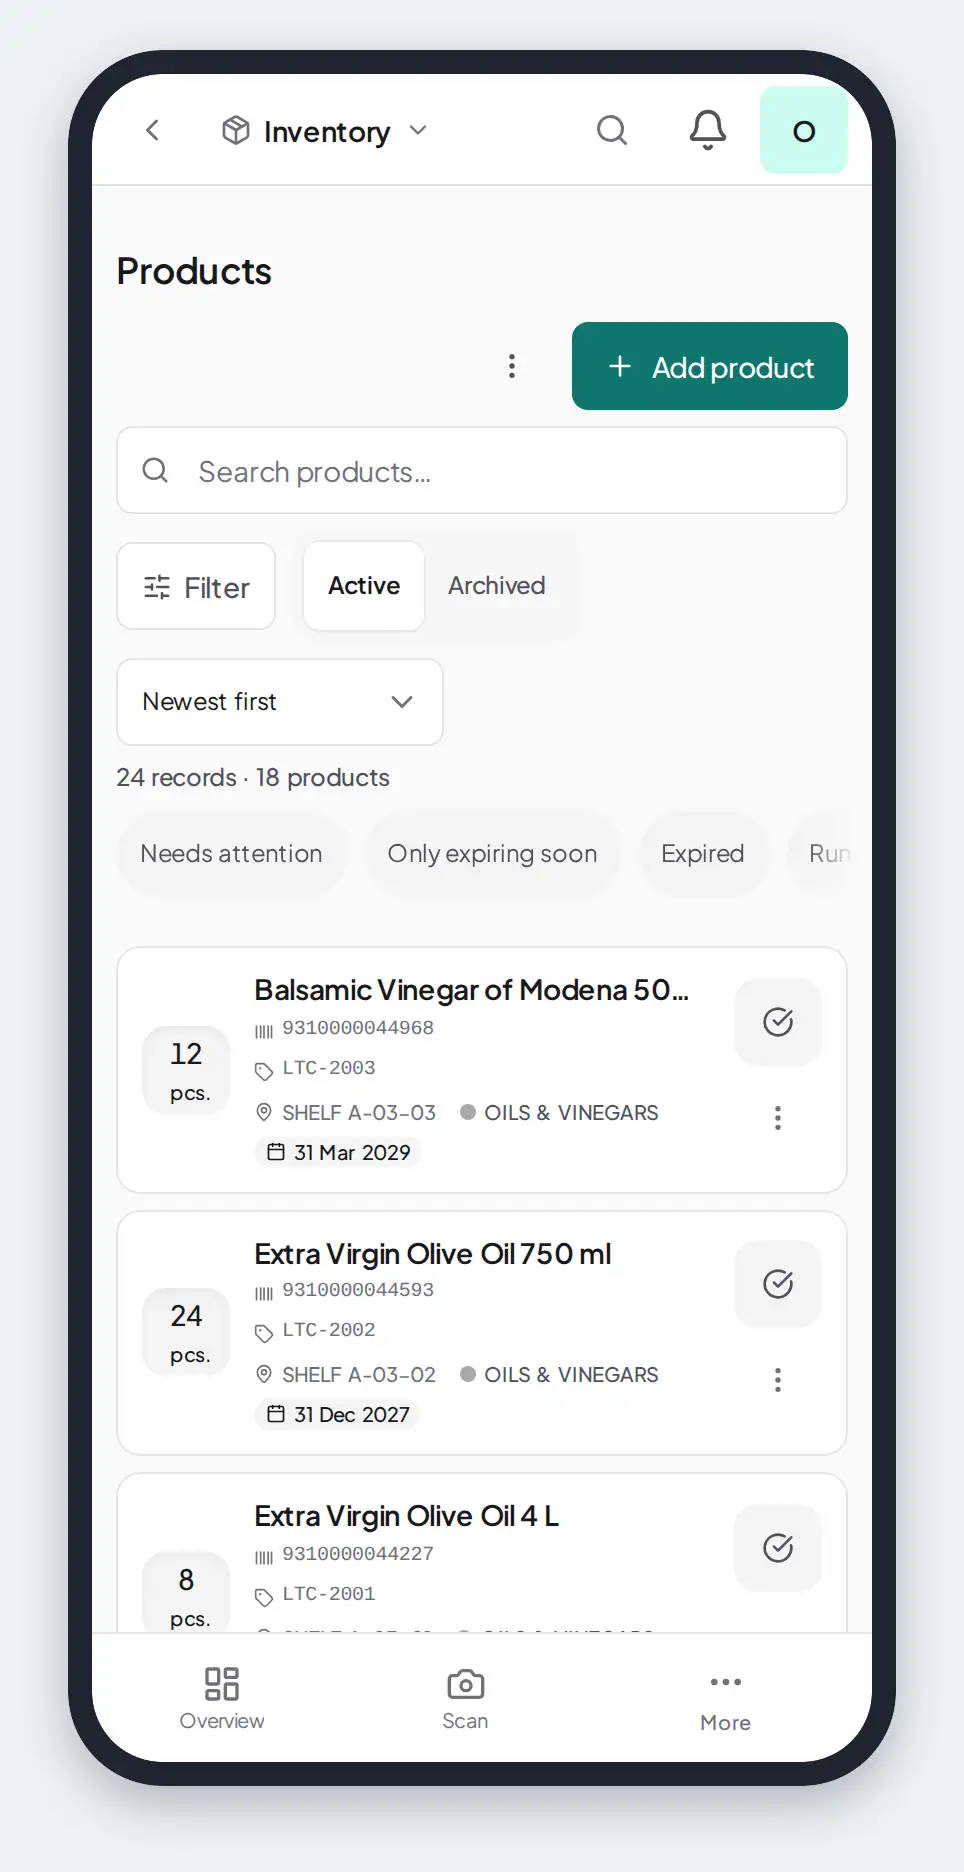 Inventory
O
Products
Add product
Search products...
Filter
Active
Archived
Newest first
24 records · 18 products
Needs attention
Only expiring soon
Expired
Balsamic Vinegar of Modena 50...
9310000044968
LTC-2003
12 pcs.
SHELF A-03-03
OILS & VINEGARS
31 Mar 2029
Extra Virgin Olive Oil 750 ml
9310000044593
LTC-2002
24 pcs.
SHELF A-03-02
OILS & VINEGARS
31 Dec 2027
Extra Virgin Olive Oil 4 L
9310000044227
LTC-2001
8 pcs.
Overview
Scan
More